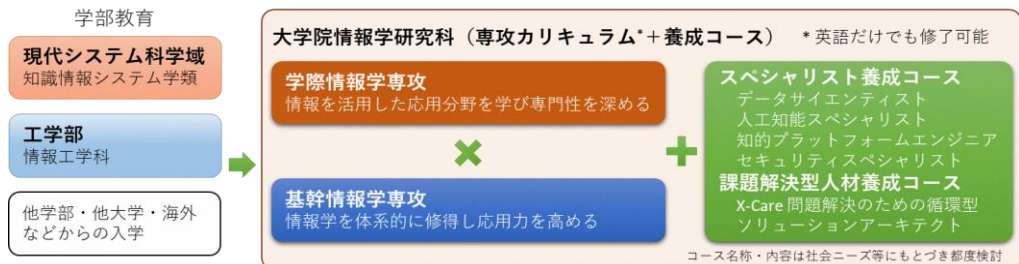 学部教育
現代システム科学域
知識情報システム学類
工学部
情報工学科
他学部・他大学・海外
などからの入学
大学院情報学研究科（専攻カリキュラム*＋養成コース） * 英語だけでも修了可能
学際情報学専攻
情報を活用した応用分野を学び専門性を深める
×
基幹情報学専攻
情報学を体系的に修得し応用力を高める
+
スペシャリスト養成コース
データサイエンティスト
人工知能スペシャリスト
知的プラットフォームエンジニア
セキュリティスペシャリスト
課題解決型人材養成コース
X-Care 問題解決のための循環型
ソリューションアーキテクト
コース名称・内容は社会ニーズ等にもとづき都度検討